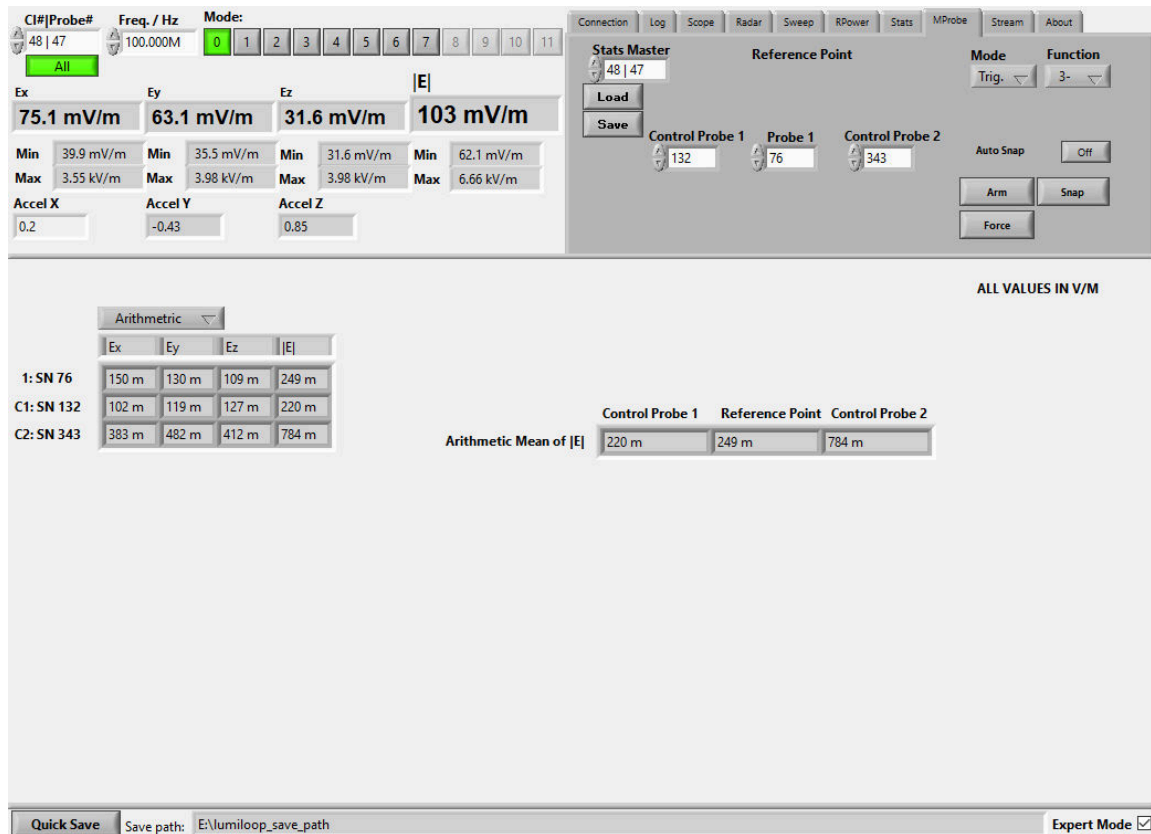 CI#|Probe# Freq. / Hz Mode:
48 | 47 100.000M 0 1 2 3 4 5 6 7 8 9 10 11
All
Ex Ey Ez |E|
75.1 mV/m 63.1 mV/m 31.6 mV/m 103 mV/m
Min 39.9 mV/m Min 35.5 mV/m Min 31.6 mV/m Min 62.1 mV/m
Max 3.55 kV/m Max 3.98 kV/m Max 3.98 kV/m Max 6.66 kV/m
Accel X Accel Y Accel Z
0.2 -0.43 0.85
Connection Log Scope Radar Sweep RPower Stats MProbe Stream About
Stats Master Reference Point Mode Function
48 | 47 Trig. 3-
Load
Save
Control Probe 1 Probe 1 Control Probe 2
132 76 343
Auto Snap Off
Arm Snap
Force
ALL VALUES IN V/M
Arithmetric
Ex Ey Ez |E|
1: SN 76 150 m 130 m 109 m 249 m
C1: SN 132 102 m 119 m 127 m 220 m
C2: SN 343 383 m 482 m 412 m 784 m
Control Probe 1 Reference Point Control Probe 2
Arithmetic Mean of |E| 220 m 249 m 784 m
Quick Save Save path: E:\lumiloop_save_path Expert Mode